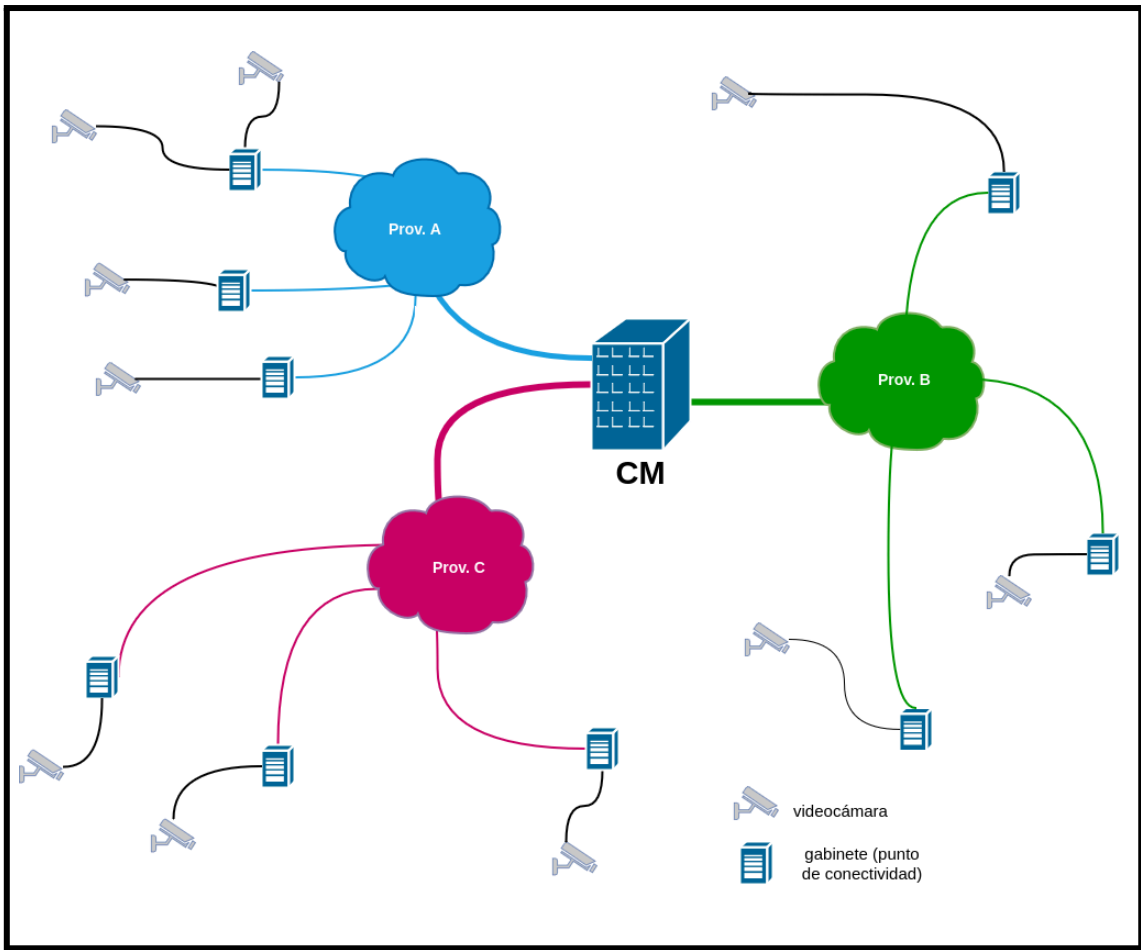 Prov. A
Prov. B
CM
Prov. C
videocámara
gabinete (punto
de conectividad)